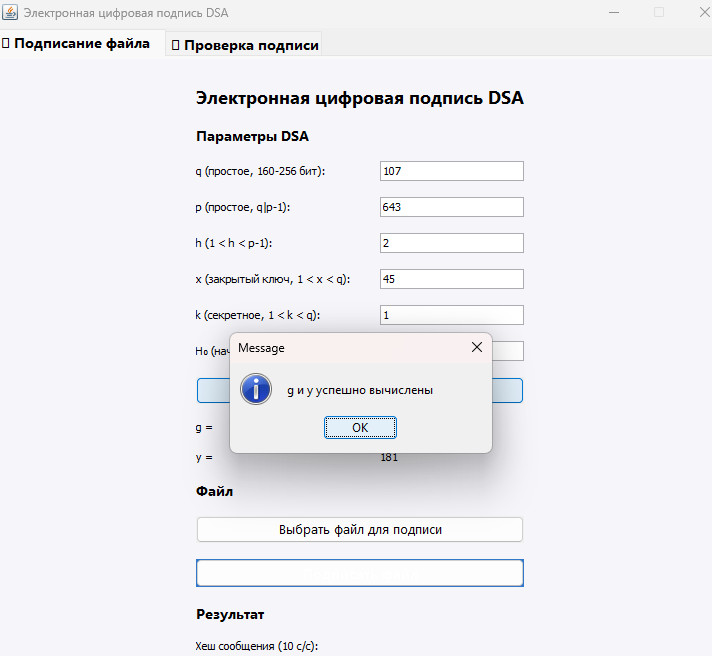 Электронная цифровая подпись DSA
Подписание файла
Проверка подписи
Электронная цифровая подпись DSA
Параметры DSA
q (простое, 160-256 бит):
107
p (простое, q|p-1):
643
h (1 < h < p-1):
2
x (закрытый ключ, 1 < x < q):
45
k (секретное, 1 < k < q):
1
H₀ (нач
Message
g и y успешно вычислены
OK
g =
y =
181
Файл
Выбрать файл для подписи
Результат
Хеш сообщения (10 с/с):